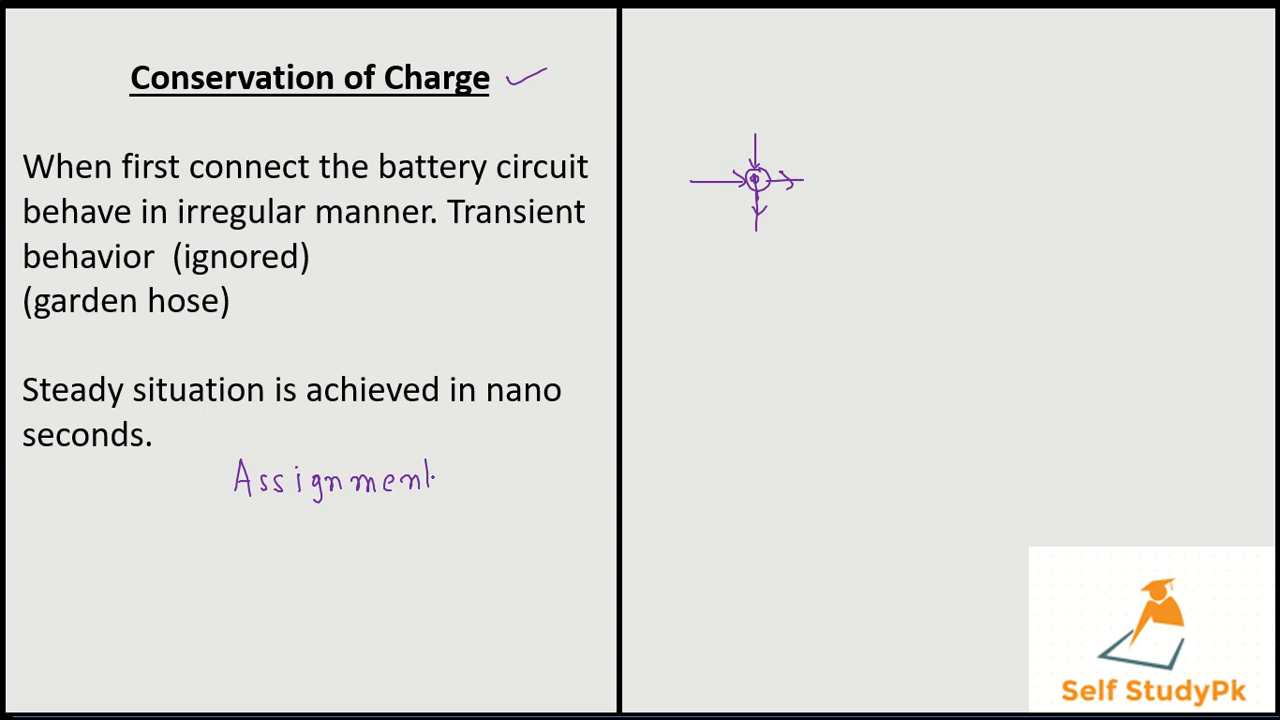 Conservation of Charge
When first connect the battery circuit
behave in irregular manner. Transient
behavior (ignored)
(garden hose)
Steady situation is achieved in nano
seconds.
Assignment
Self StudyPk